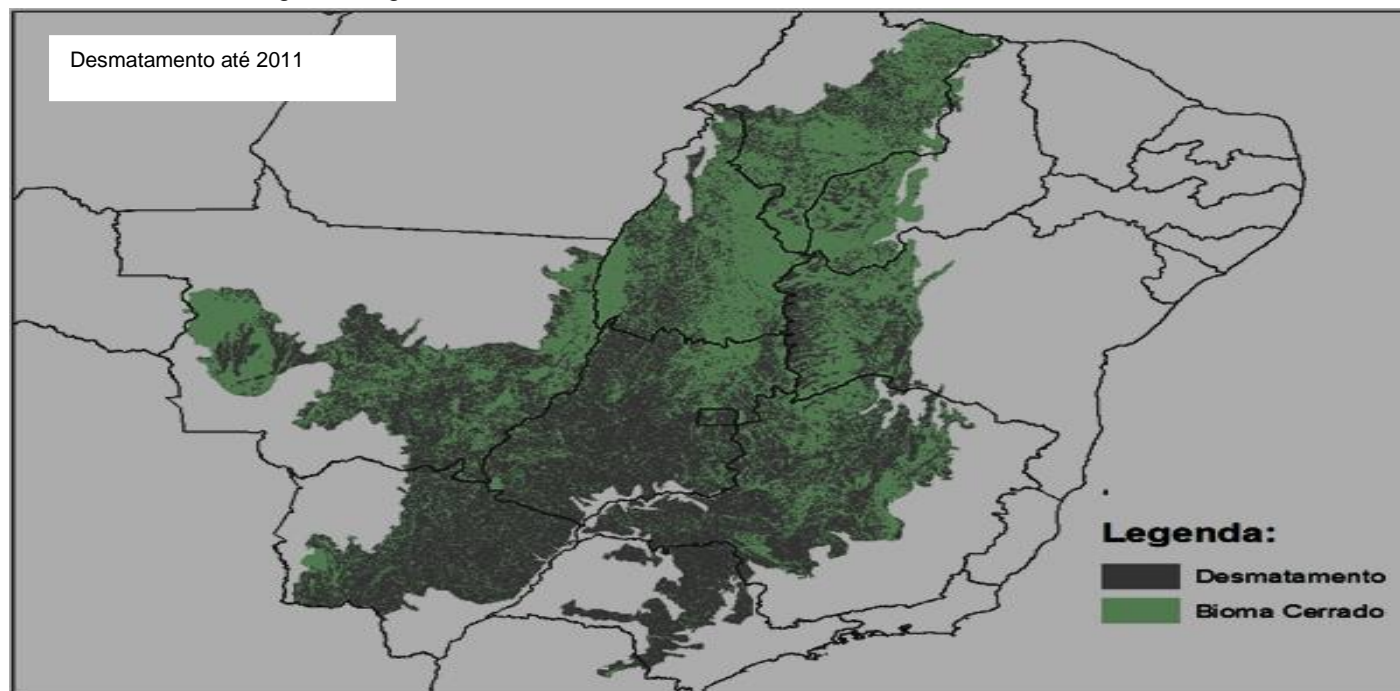 Desmatamento até 2011
Legenda:
Desmatamento
Bioma Cerrado